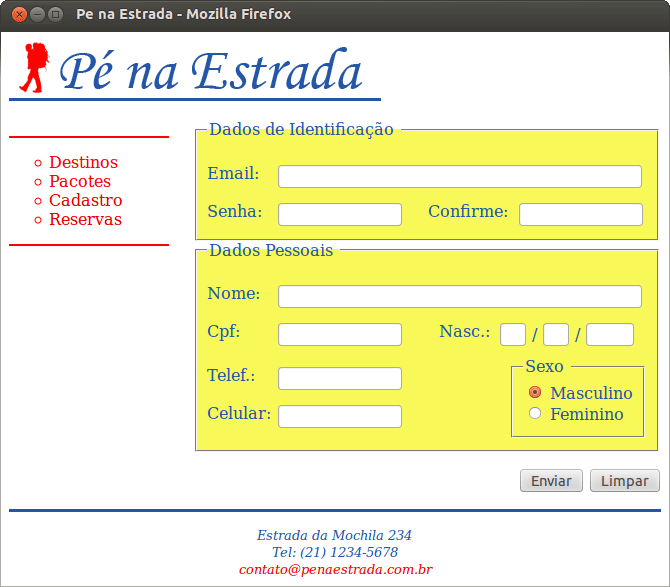 Pe na Estrada - Mozilla Firefox
Pé na Estrada
Destinos
Pacotes
Cadastro
Reservas
Dados de Identificação
Email:
Senha: Confirme:
Dados Pessoais
Nome:
Cpf: Nasc.: / /
Telef.:
Celular:
Sexo
Masculino
Feminino
Enviar Limpar
Estrada da Mochila 234
Tel: (21) 1234-5678
contato@penaestrada.com.br